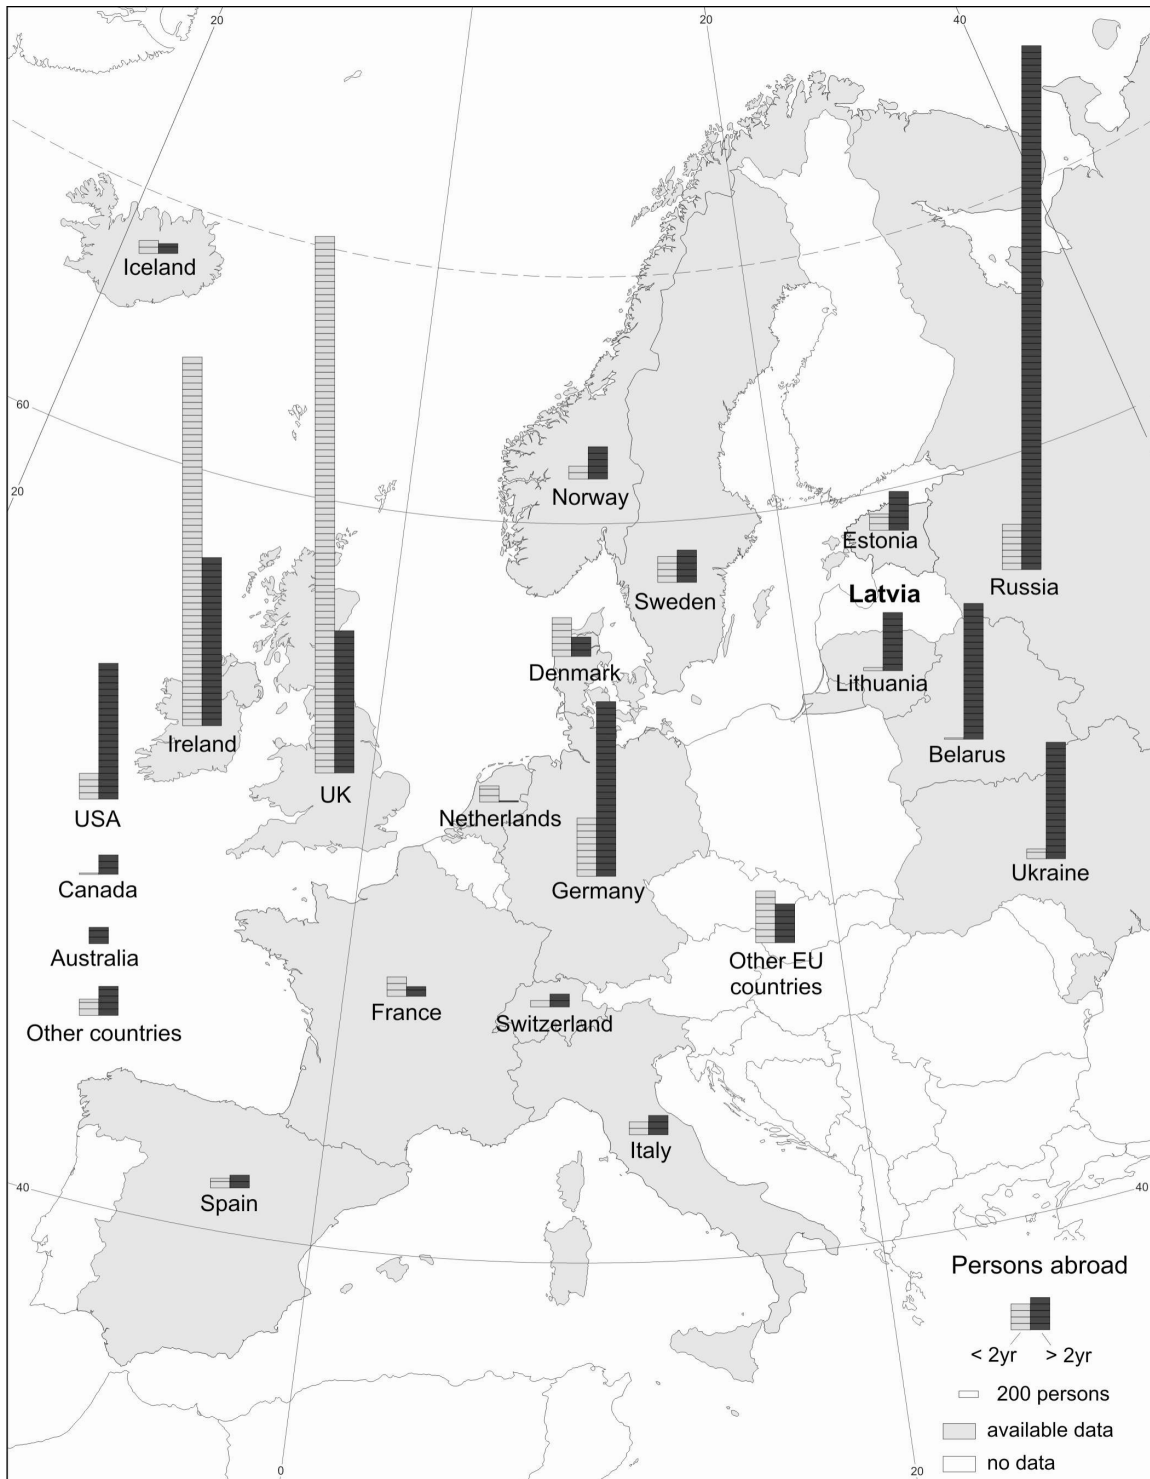 20
20
40
Iceland
60
20
Norway
Estonia
Russia
Sweden
Latvia
Denmark
Lithuania
Ireland
Belarus
UK
USA
Netherlands
Germany
Ukraine
Canada
Australia
Other EU
countries
France
Switzerland
Other countries
Italy
Spain
40
40
Persons abroad
< 2yr > 2yr
200 persons
available data
no data
0
20